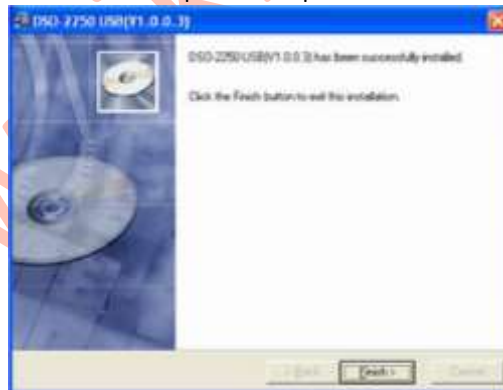 DSO-2250 USB(V1.0.0.3)
DSO-2250 USB(V1.0.0.3) has been successfully installed.
Click the Finish button to exit this installation.
< Back
Finish >
Cancel